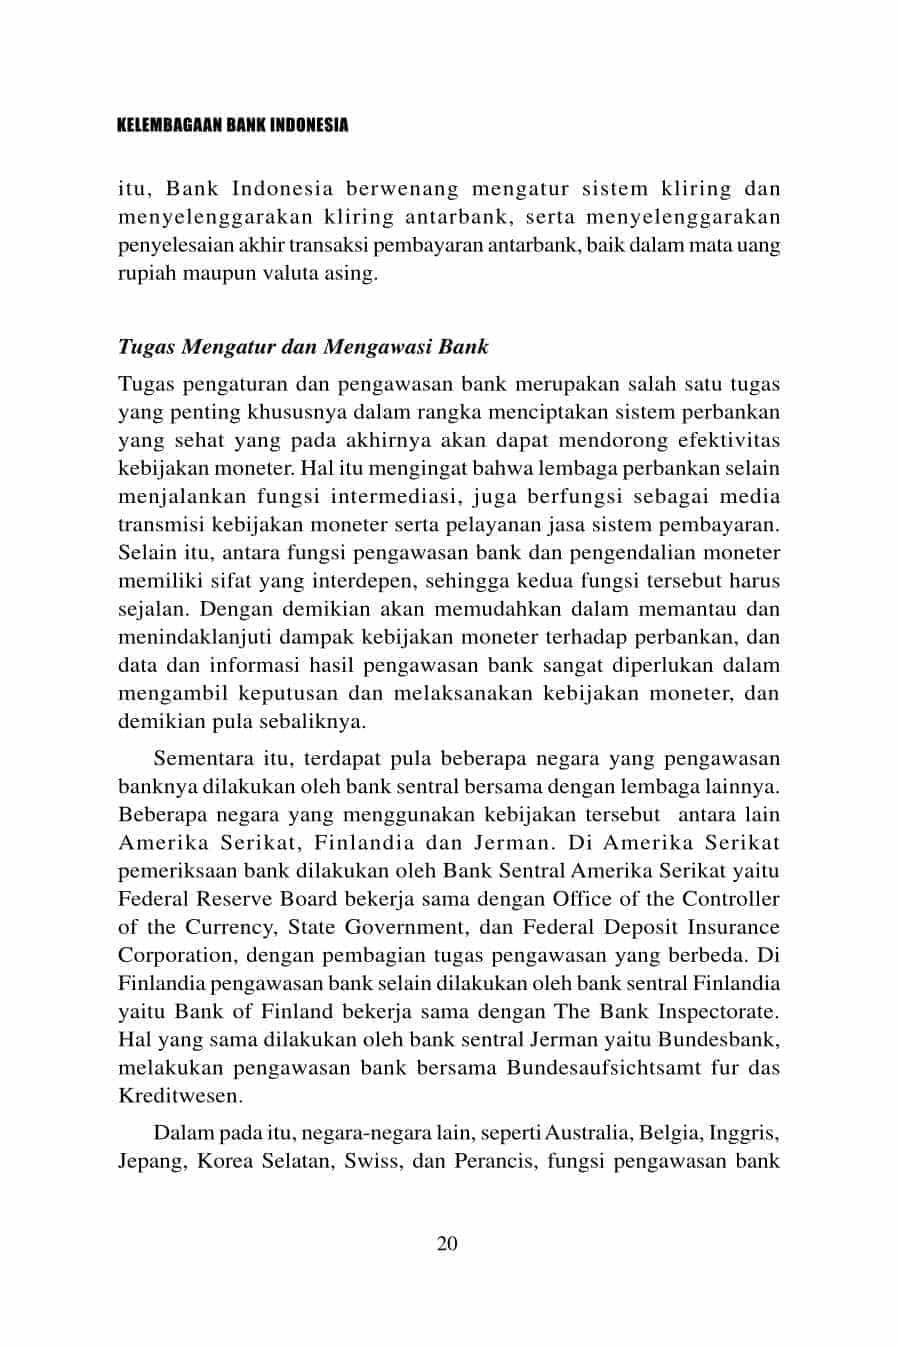 KELEMBAGAAN BANK INDONESIA
itu, Bank Indonesia berwenang mengatur sistem kliring dan
menyelenggarakan kliring antarbank, serta menyelenggarakan
penyelesaian akhir transaksi pembayaran antarbank, baik dalam mata uang
rupiah maupun valuta asing.
Tugas Mengatur dan Mengawasi Bank
Tugas pengaturan dan pengawasan bank merupakan salah satu tugas
yang penting khususnya dalam rangka menciptakan sistem perbankan
yang sehat yang pada akhirnya akan dapat mendorong efektivitas
kebijakan moneter. Hal itu mengingat bahwa lembaga perbankan selain
menjalankan fungsi intermediasi, juga berfungsi sebagai media
transmisi kebijakan moneter serta pelayanan jasa sistem pembayaran.
Selain itu, antara fungsi pengawasan bank dan pengendalian moneter
memiliki sifat yang interdepen, sehingga kedua fungsi tersebut harus
sejalan. Dengan demikian akan memudahkan dalam memantau dan
menindaklanjuti dampak kebijakan moneter terhadap perbankan, dan
data dan informasi hasil pengawasan bank sangat diperlukan dalam
mengambil keputusan dan melaksanakan kebijakan moneter, dan
demikian pula sebaliknya.
Sementara itu, terdapat pula beberapa negara yang pengawasan
banknya dilakukan oleh bank sentral bersama dengan lembaga lainnya.
Beberapa negara yang menggunakan kebijakan tersebut antara lain
Amerika Serikat, Finlandia dan Jerman. Di Amerika Serikat
pemeriksaan bank dilakukan oleh Bank Sentral Amerika Serikat yaitu
Federal Reserve Board bekerja sama dengan Office of the Controller
of the Currency, State Government, dan Federal Deposit Insurance
Corporation, dengan pembagian tugas pengawasan yang berbeda. Di
Finlandia pengawasan bank selain dilakukan oleh bank sentral Finlandia
yaitu Bank of Finland bekerja sama dengan The Bank Inspectorate.
Hal yang sama dilakukan oleh bank sentral Jerman yaitu Bundesbank,
melakukan pengawasan bank bersama Bundesaufsichtsamt fur das
Kreditwesen.
Dalam pada itu, negara-negara lain, seperti Australia, Belgia, Inggris,
Jepang, Korea Selatan, Swiss, dan Perancis, fungsi pengawasan bank
20